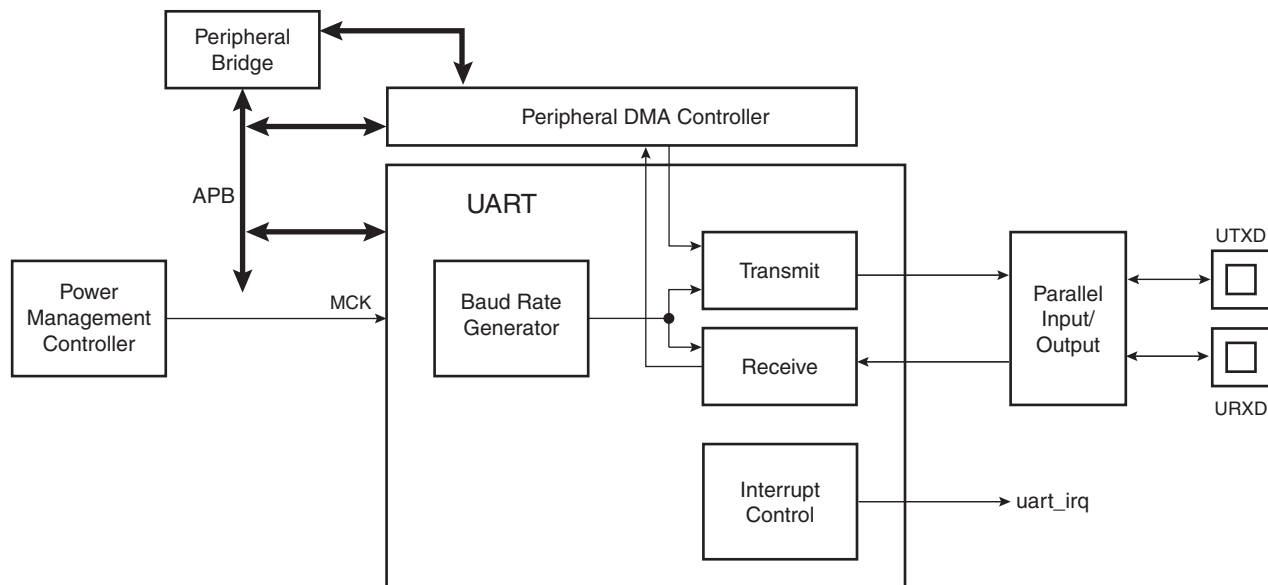 Peripheral
Bridge
Peripheral DMA Controller
APB
UART
Power
Management
Controller
MCK
Baud Rate
Generator
Transmit
Receive
Parallel
Input/
Output
UTXD
URXD
Interrupt
Control
uart_irq